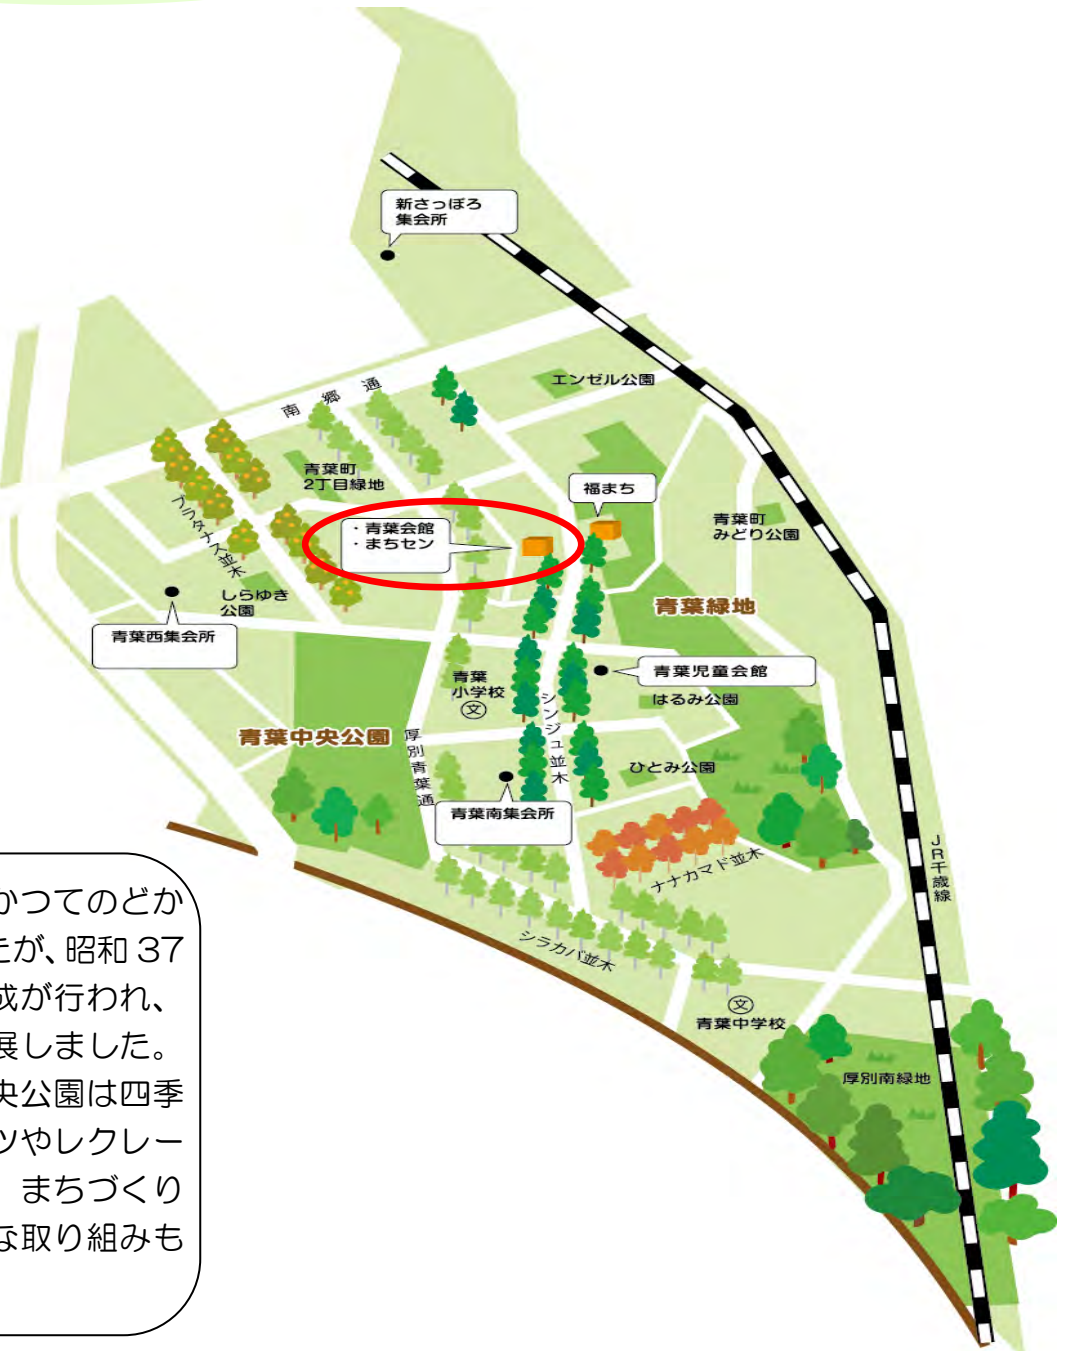 新さっぽろ
集会所
エンゼル公園
南郷通
青葉町
2丁目緑地
福まち
・青葉会館
・まちセン
青葉町
みどり公園
プラタナス並木
しらゆき
公園
青葉緑地
青葉西集会所
青葉児童会館
青葉
小学校
文
はるみ公園
シンジュ並木
青葉中央公園
厚別青葉通
ひとみ公園
青葉南集会所
JR千歳線
ナナカマド並木
シラカバ並木
文
青葉中学校
厚別南緑地
かつてのどか
が、昭和 37
成が行われ、
展しました。
央公園は四季
ツやレクレー
まちづくり
な取り組みも